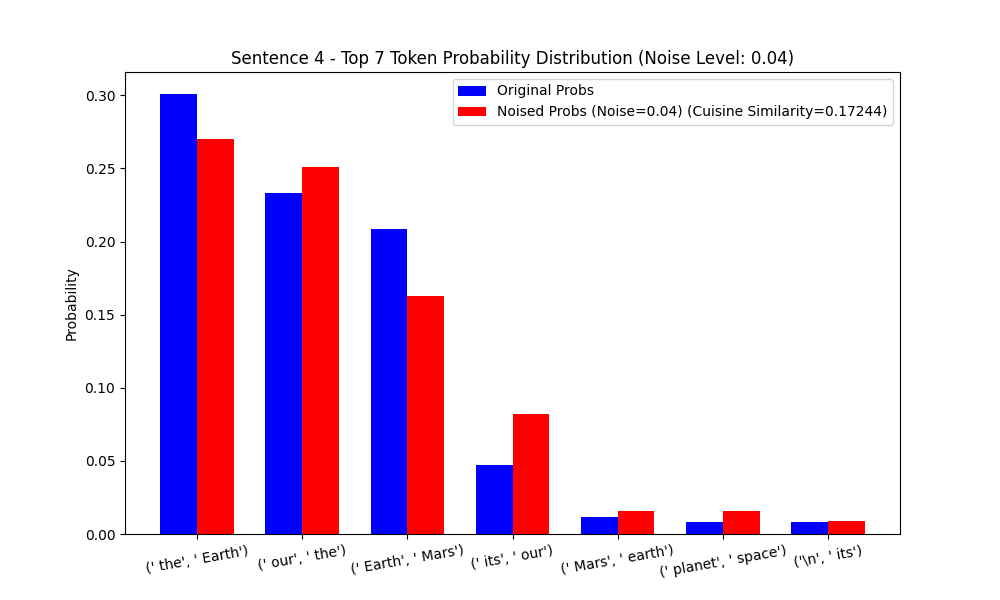 Sentence 4 - Top 7 Token Probability Distribution (Noise Level: 0.04)
Original Probs
Noised Probs (Noise=0.04) (Cuisine Similarity=0.17244)
Probability
0.30
0.25
0.20
0.15
0.10
0.05
0.00
(' the', ' Earth')
(' our', ' the')
(' Earth', ' Mars')
(' its', ' our')
(' Mars', ' earth')
(' planet', ' space')
('\n', ' its')